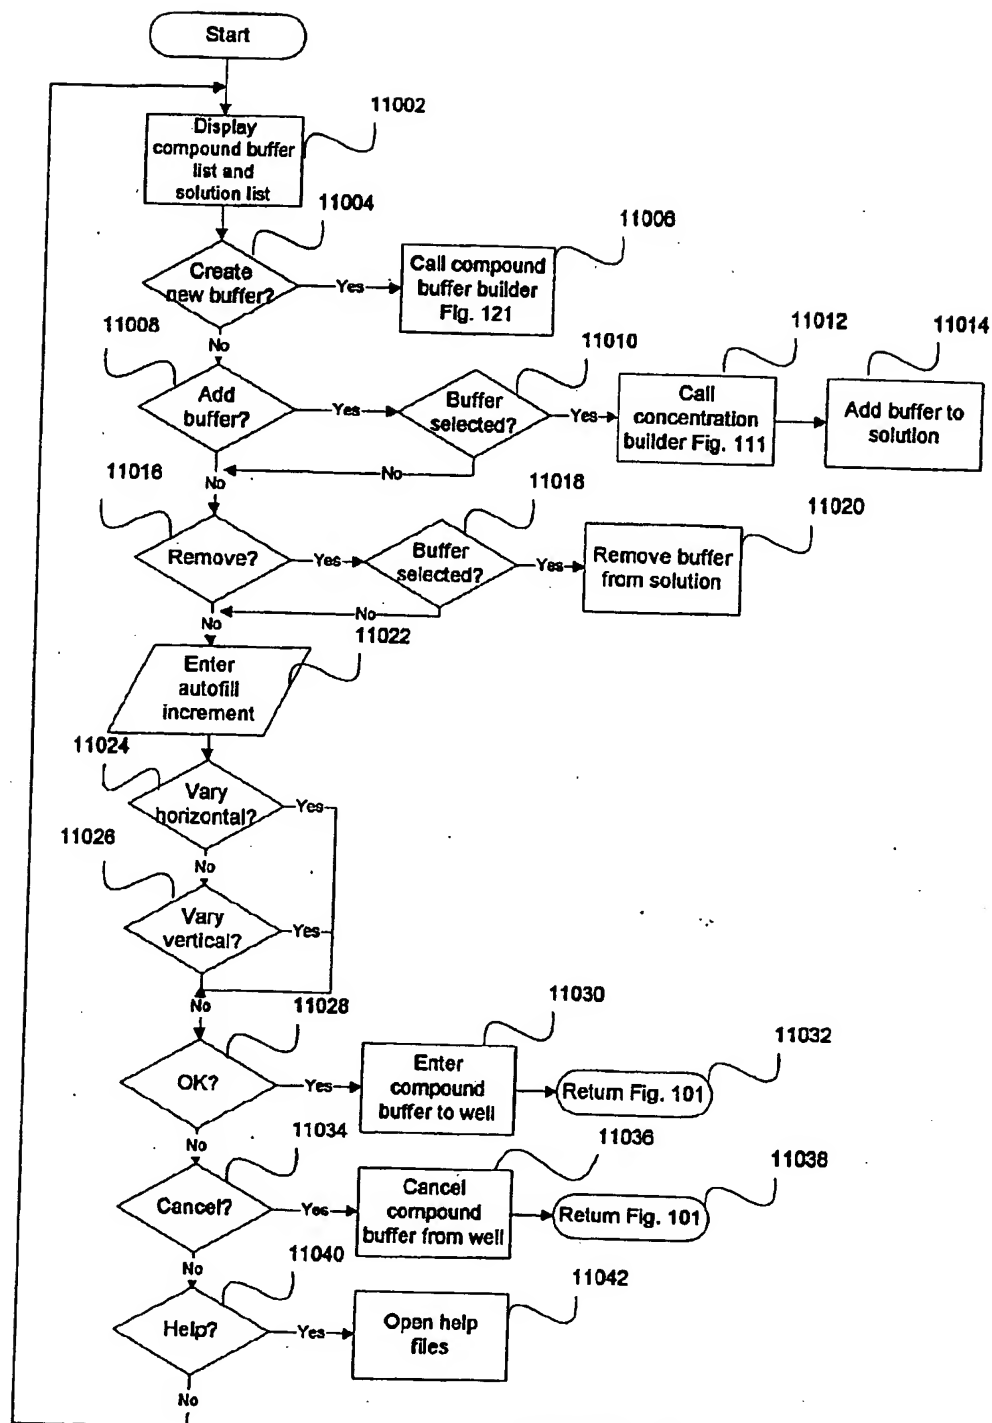 Start
11002
Display
compound buffer
list and
solution list
11004
11006
Create
new buffer?
Yes
Call compound
buffer builder
Fig. 121
No
11008
11010
11012
11014
Add
buffer?
Yes
Buffer
selected?
Yes
Call
concentration
builder Fig. 111
Add buffer to
solution
No
No
11016
11018
11020
Remove?
Yes
Buffer
selected?
Yes
Remove buffer
from solution
No
No
11022
Enter
autofill
increment
11024
Vary
horizontal?
Yes
11026
No
Vary
vertical?
Yes
No
11028
11030
11032
OK?
Yes
Enter
compound
buffer to well
Return Fig. 101
No
11034
11036
11038
Cancel?
Yes
Cancel
compound
buffer from well
Return Fig. 101
No
11040
11042
Help?
Yes
Open help
files
No